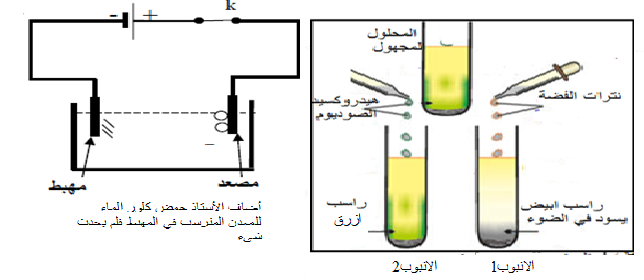 - + k
مهبط
مصعد
أضاف الأستاذ حمض كلور الماء
للمعدن المترسب في المهبط فلم يحدث
شيء
المحلول
المجهول
هيدروكسيد
الصوديوم
نترات الفضة
راسب
ازرق
راسب ابيض
يسود في الضوء
الانبوب2
الانبوب1